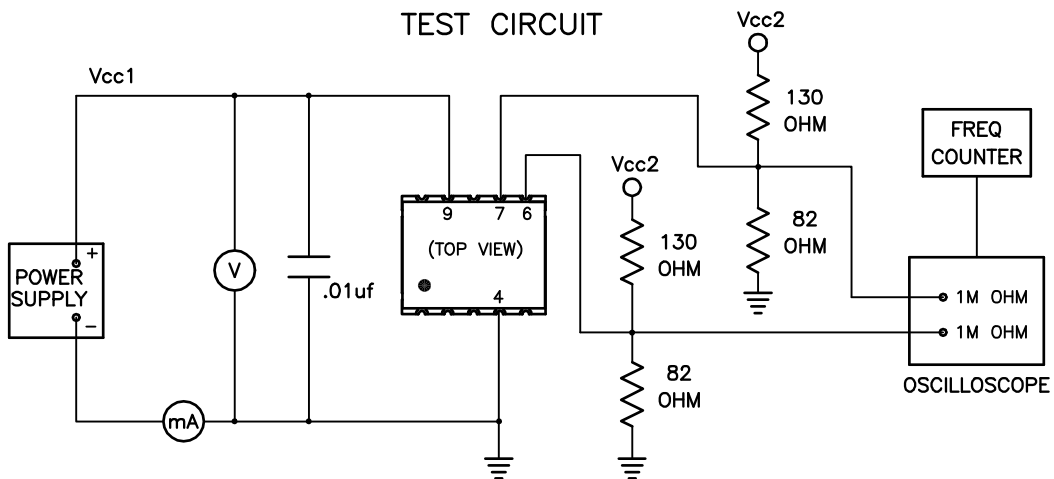 TEST CIRCUIT
Vcc1
Vcc2
130
OHM
FREQ
COUNTER
Vcc2
9 7 6
(TOP VIEW)
4
130
OHM
82
OHM
+
POWER
SUPPLY
−
V
.01uf
1M OHM
1M OHM
OSCILLOSCOPE
82
OHM
mA